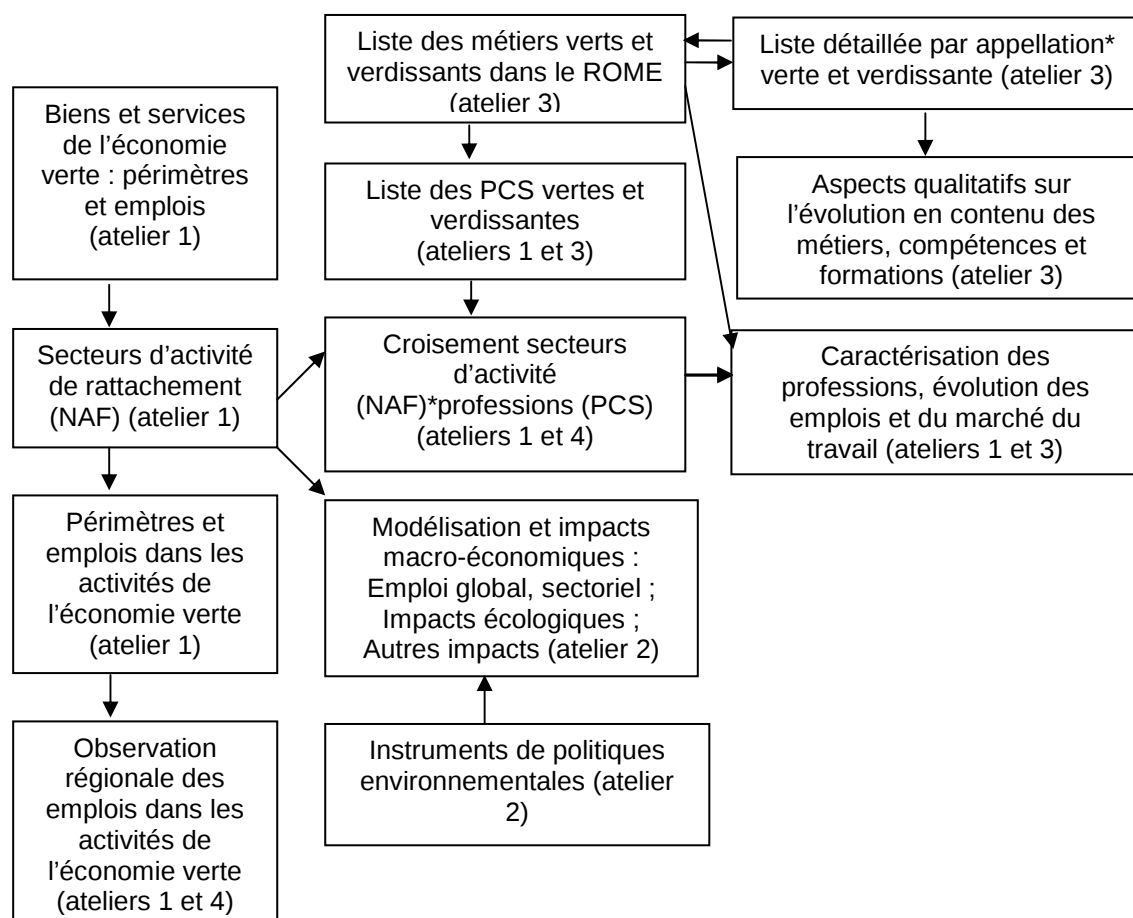 Liste des métiers verts et
verdissants dans le ROME
(atelier 3)
Liste détaillée par appellation*
verte et verdissante (atelier 3)
Biens et services
de l’économie
verte : périmètres
et emplois
(atelier 1)
Liste des PCS vertes et
verdissantes
(ateliers 1 et 3)
Aspects qualitatifs sur
l’évolution en contenu des
métiers, compétences et
formations (atelier 3)
Secteurs d’activité
de rattachement
(NAF) (atelier 1)
Croisement secteurs
d’activité
(NAF)*professions (PCS)
(ateliers 1 et 4)
Caractérisation des
professions, évolution des
emplois et du marché du
travail (ateliers 1 et 3)
Périmètres et
emplois dans les
activités de
l’économie verte
(atelier 1)
Modélisation et impacts
macro-économiques :
Emploi global, sectoriel ;
Impacts écologiques ;
Autres impacts (atelier 2)
Observation
régionale des
emplois dans les
activités de
l’économie verte
(ateliers 1 et 4)
Instruments de politiques
environnementales (atelier
2)